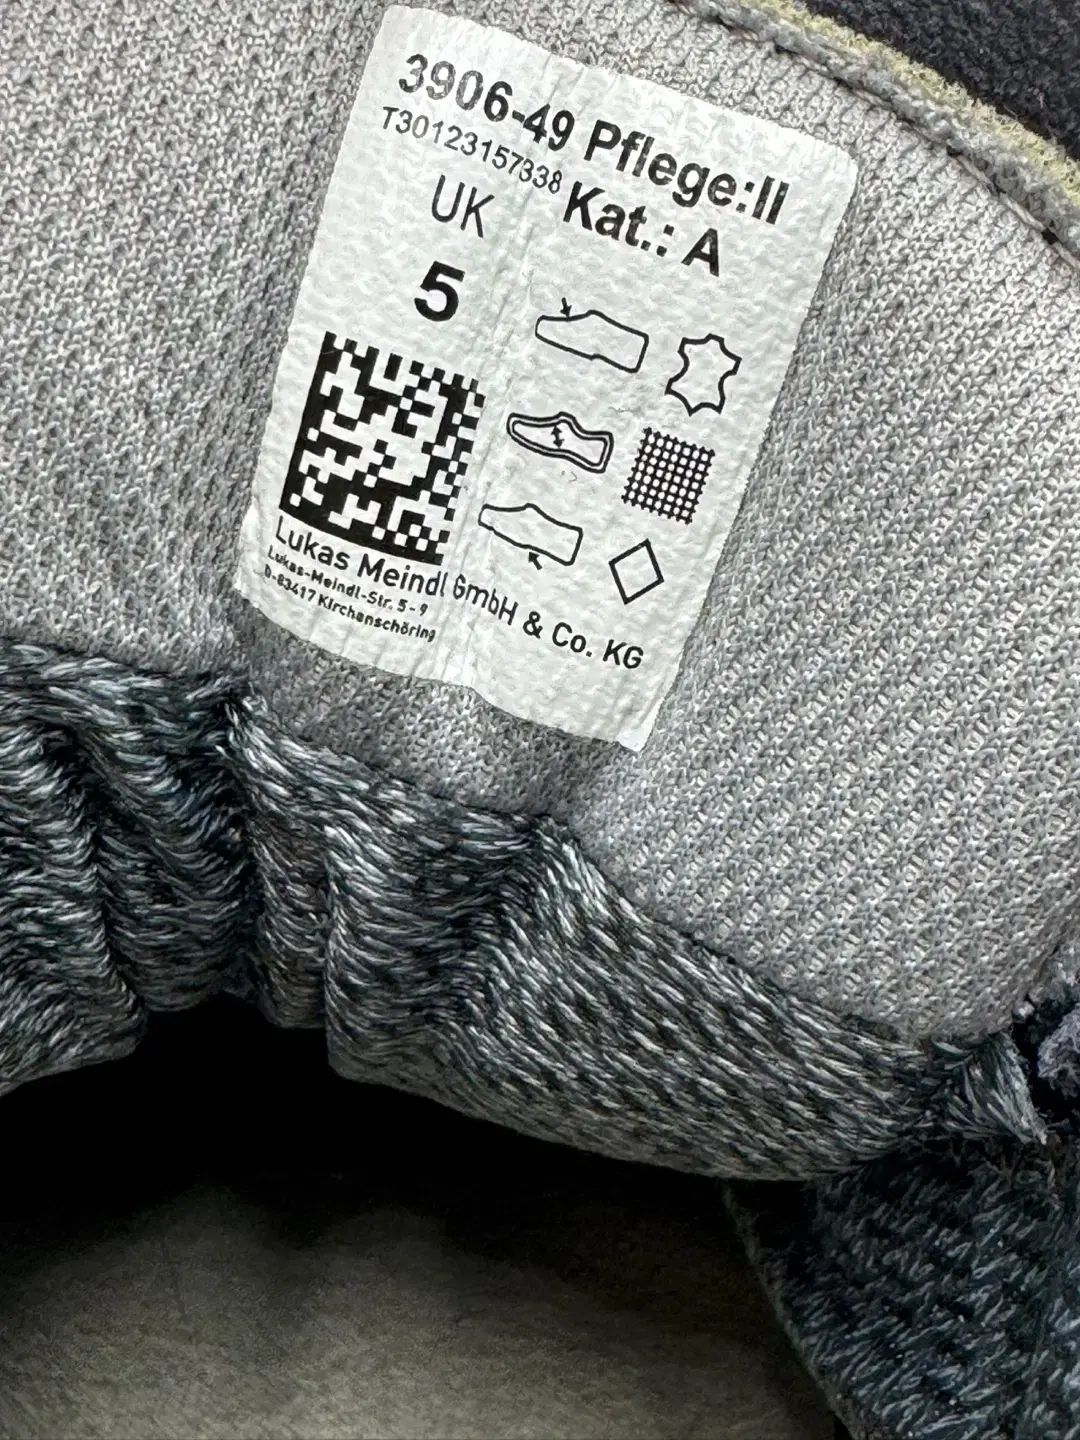 3906-49 Pflege:II
T30123157338 Kat.: A
UK
5
Lukas Meindl GmbH & Co. KG
Lukas-Meindl-Str. 5 - 9
D-83417 Kirchanschöring